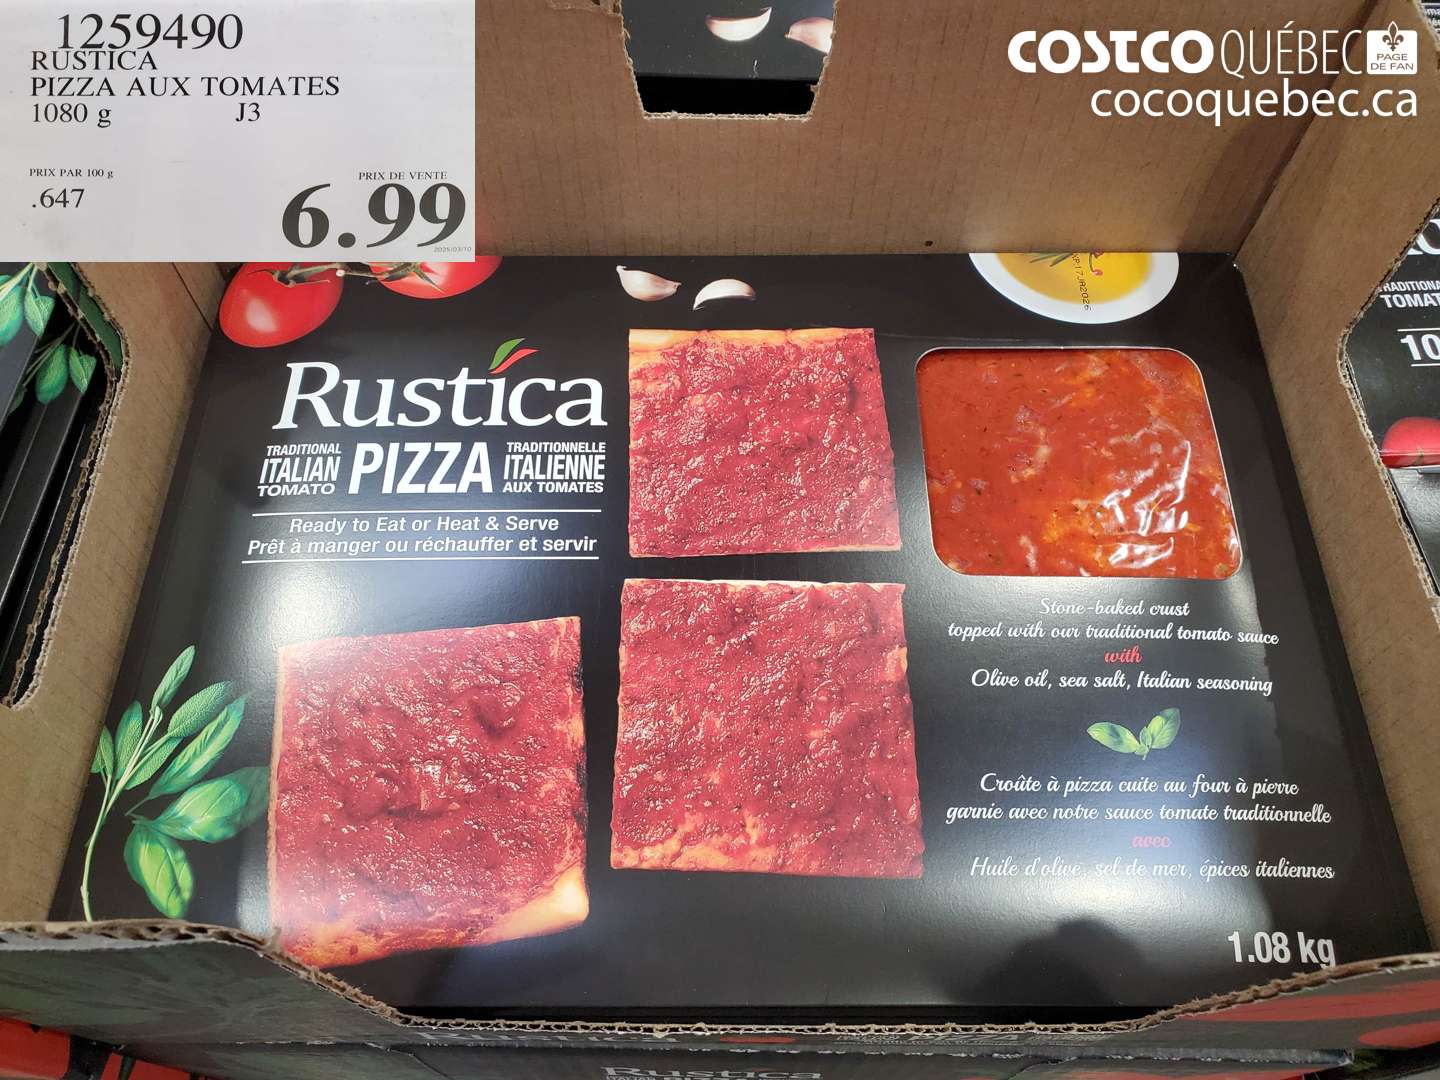 1259490
RUSTICA
PIZZA AUX TOMATES
1080 g J3
PRIX PAR 100 g
.647
PRIX DE VENTE
6.99
2025/03/10
COSTCO QUÉBEC
PAGE
DE FAN
cocoquebec.ca
Rustica
TRADITIONAL
ITALIAN
TOMATO
PIZZA
TRADITIONNELLE
ITALIENNE
AUX TOMATES
Ready to Eat or Heat & Serve
Prêt à manger ou réchauffer et servir
Stone-baked crust
topped with our traditional tomato sauce
with
Olive oil, sea salt, Italian seasoning
Croûte à pizza cuite au four à pierre
garnie avec notre sauce tomate traditionnelle
avec
Huile d'olive, sel de mer, épices italiennes
1.08 kg
Rustica